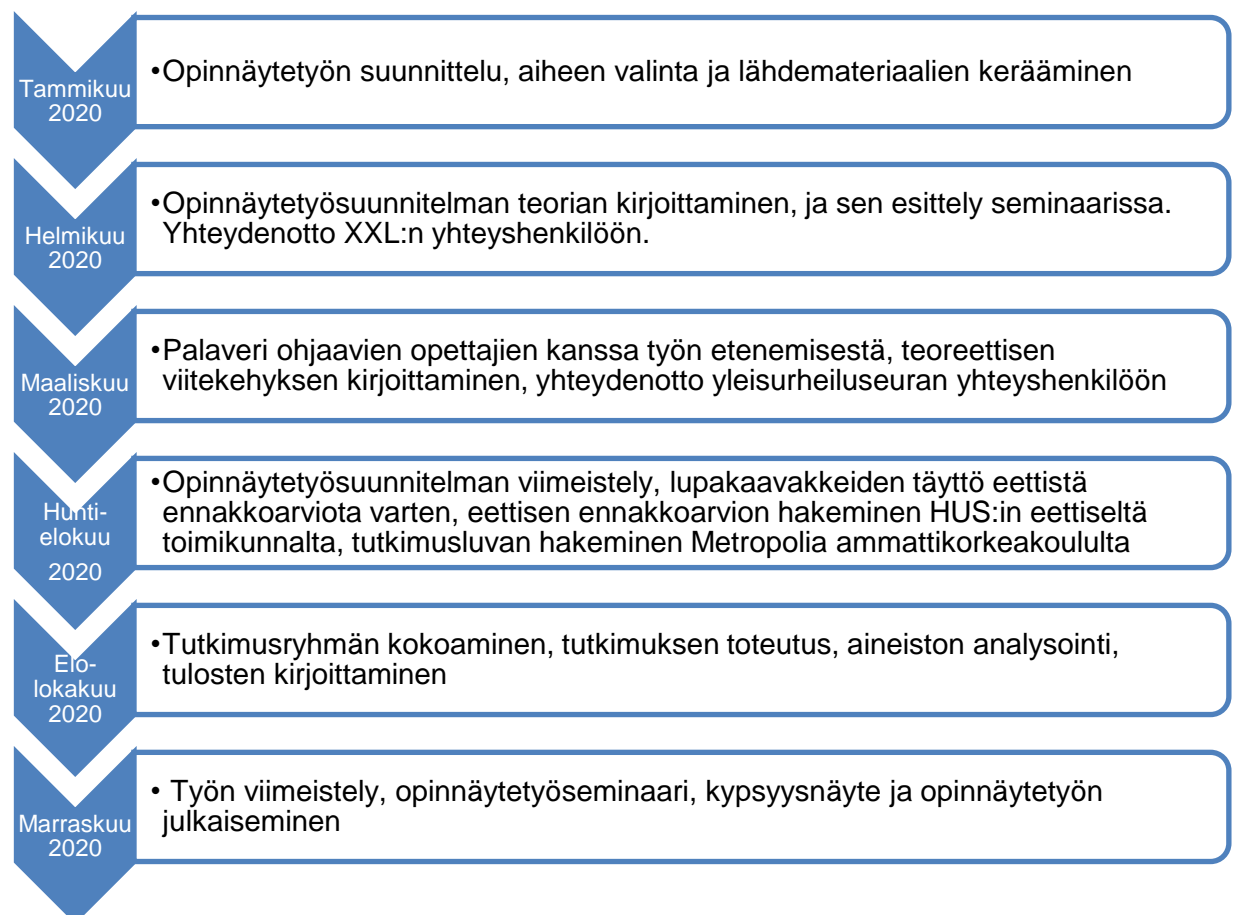 Tammikuu
2020
•Opinnäytetyön suunnittelu, aiheen valinta ja lähdemateriaalien kerääminen
Helmikuu
2020
•Opinnäytetyösuunnitelman teorian kirjoittaminen, ja sen esittely seminaarissa.
Yhteydenotto XXL:n yhteyshenkilöön.
Maaliskuu
2020
•Palaveri ohjaavien opettajien kanssa työn etenemisestä, teoreettisen
viitekehyksen kirjoittaminen, yhteydenotto yleisurheiluseuran yhteyshenkilöön
Huhti-
elokuu
2020
•Opinnäytetyösuunnitelman viimeistely, lupakaavakkeiden täyttö eettistä
ennakkoarviota varten, eettisen ennakkoarvion hakeminen HUS:in eettiseltä
toimikunnalta, tutkimusluvan hakeminen Metropolia ammattikorkeakoululta
Elo-
lokakuu
2020
•Tutkimusryhmän kokoaminen, tutkimuksen toteutus, aineiston analysointi,
tulosten kirjoittaminen
Marraskuu
2020
• Työn viimeistely, opinnäytetyöseminaari, kypsyysnäyte ja opinnäytetyön
julkaiseminen